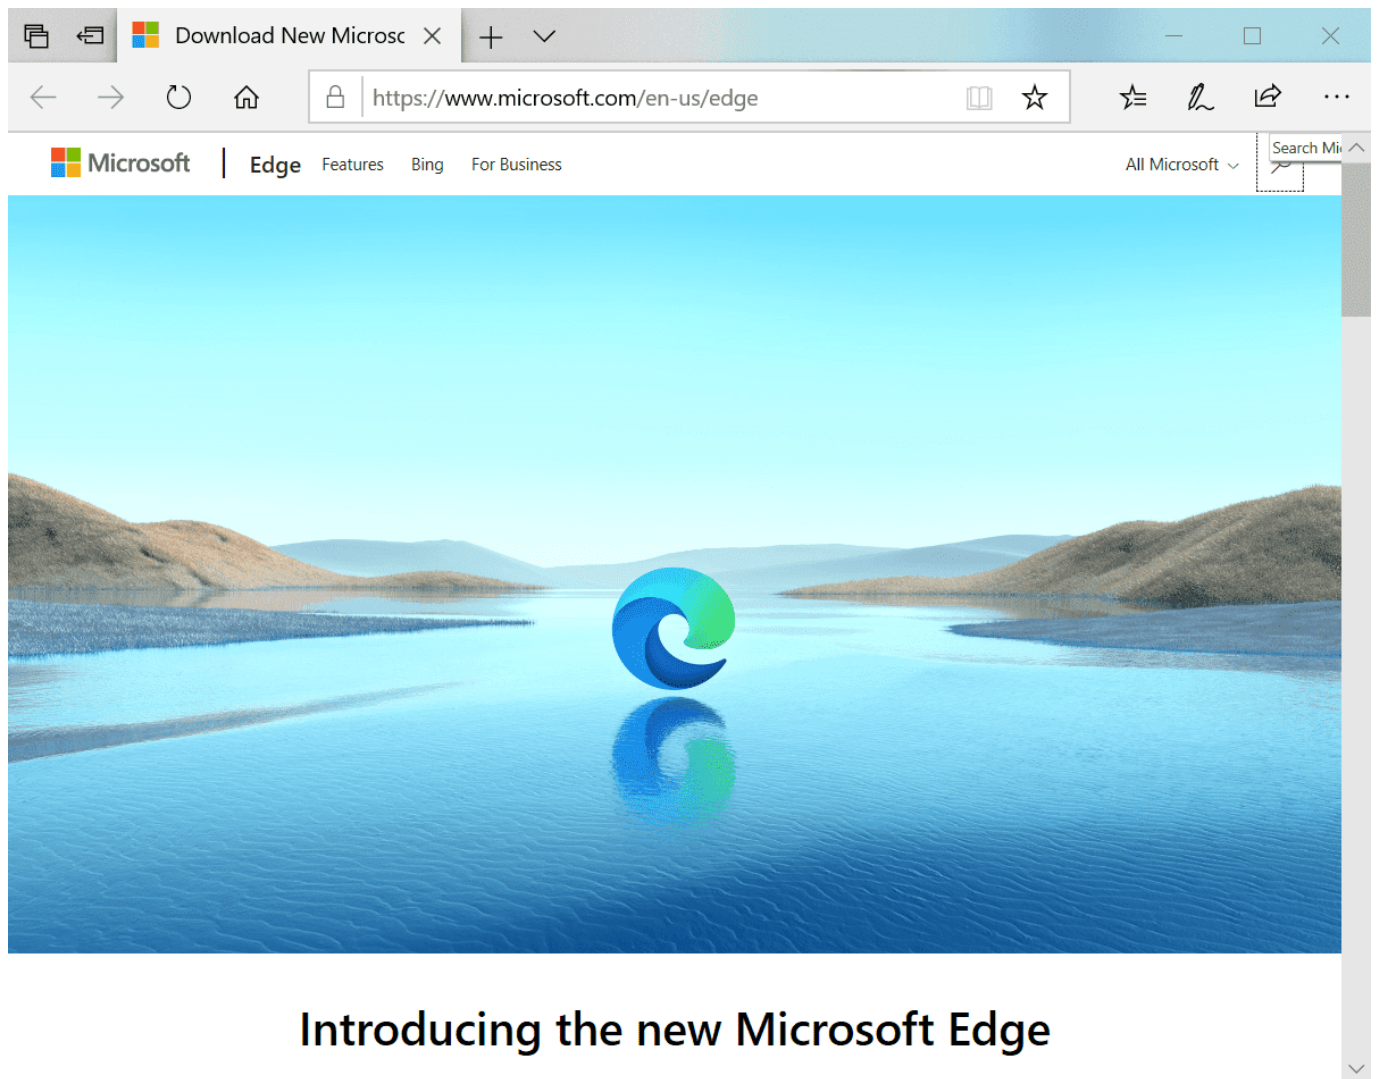 Download New Microsc
https://www.microsoft.com/en-us/edge
Microsoft Edge Features Bing For Business All Microsoft
Search Mi
Introducing the new Microsoft Edge